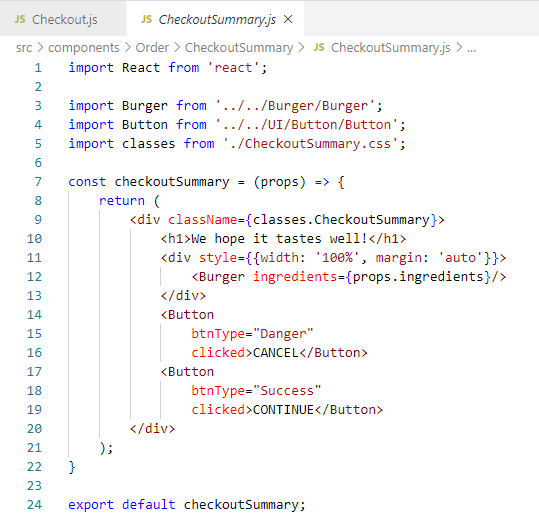 JS Checkout.js JS CheckoutSummary.js ×
src > components > Order > CheckoutSummary > JS CheckoutSummary.js > ...
1 import React from 'react';
2
3 import Burger from '../../Burger/Burger';
4 import Button from '../../UI/Button/Button';
5 import classes from './CheckoutSummary.css';
6
7 const checkoutSummary = (props) => {
8     return (
9         <div className={classes.CheckoutSummary}>
10             <h1>We hope it tastes well!</h1>
11             <div style={{width: '100%', margin: 'auto'}}>
12                 <Burger ingredients={props.ingredients}/>
13             </div>
14             <Button
15                 btnType="Danger"
16                 clicked>CANCEL</Button>
17             <Button
18                 btnType="Success"
19                 clicked>CONTINUE</Button>
20         </div>
21     );
22 }
23
24 export default checkoutSummary;